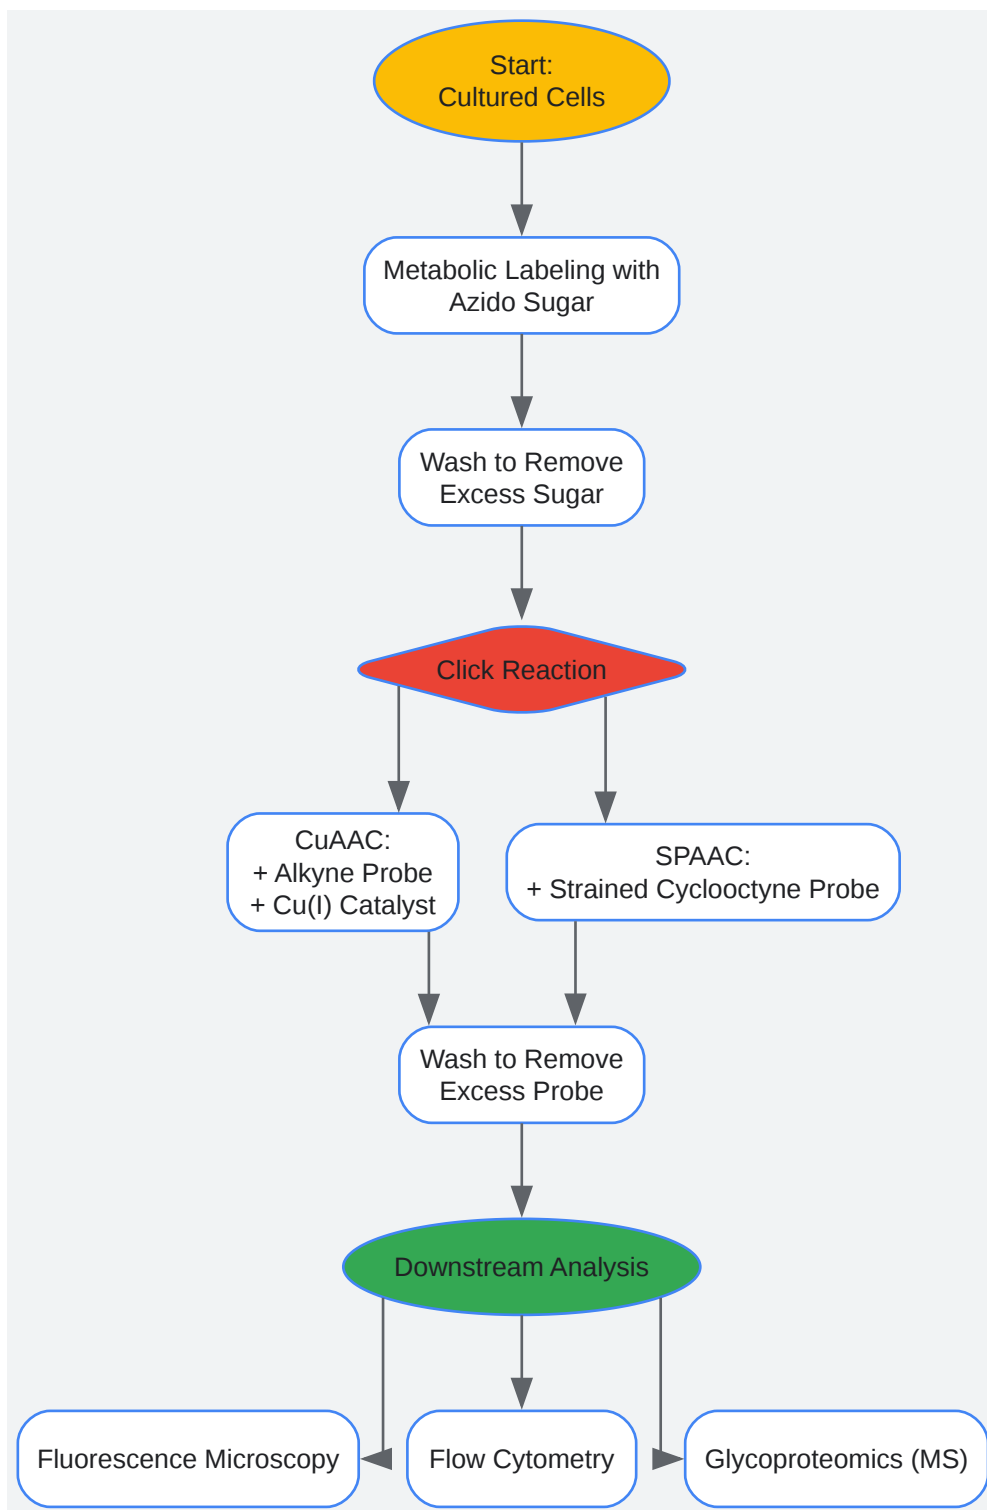 Start:
Cultured Cells
Metabolic Labeling with
Azido Sugar
Wash to Remove
Excess Sugar
Click Reaction
CuAAC:
+ Alkyne Probe
+ Cu(I) Catalyst
SPAAC:
+ Strained Cyclooctyne Probe
Wash to Remove
Excess Probe
Downstream Analysis
Fluorescence Microscopy
Flow Cytometry
Glycoproteomics (MS)